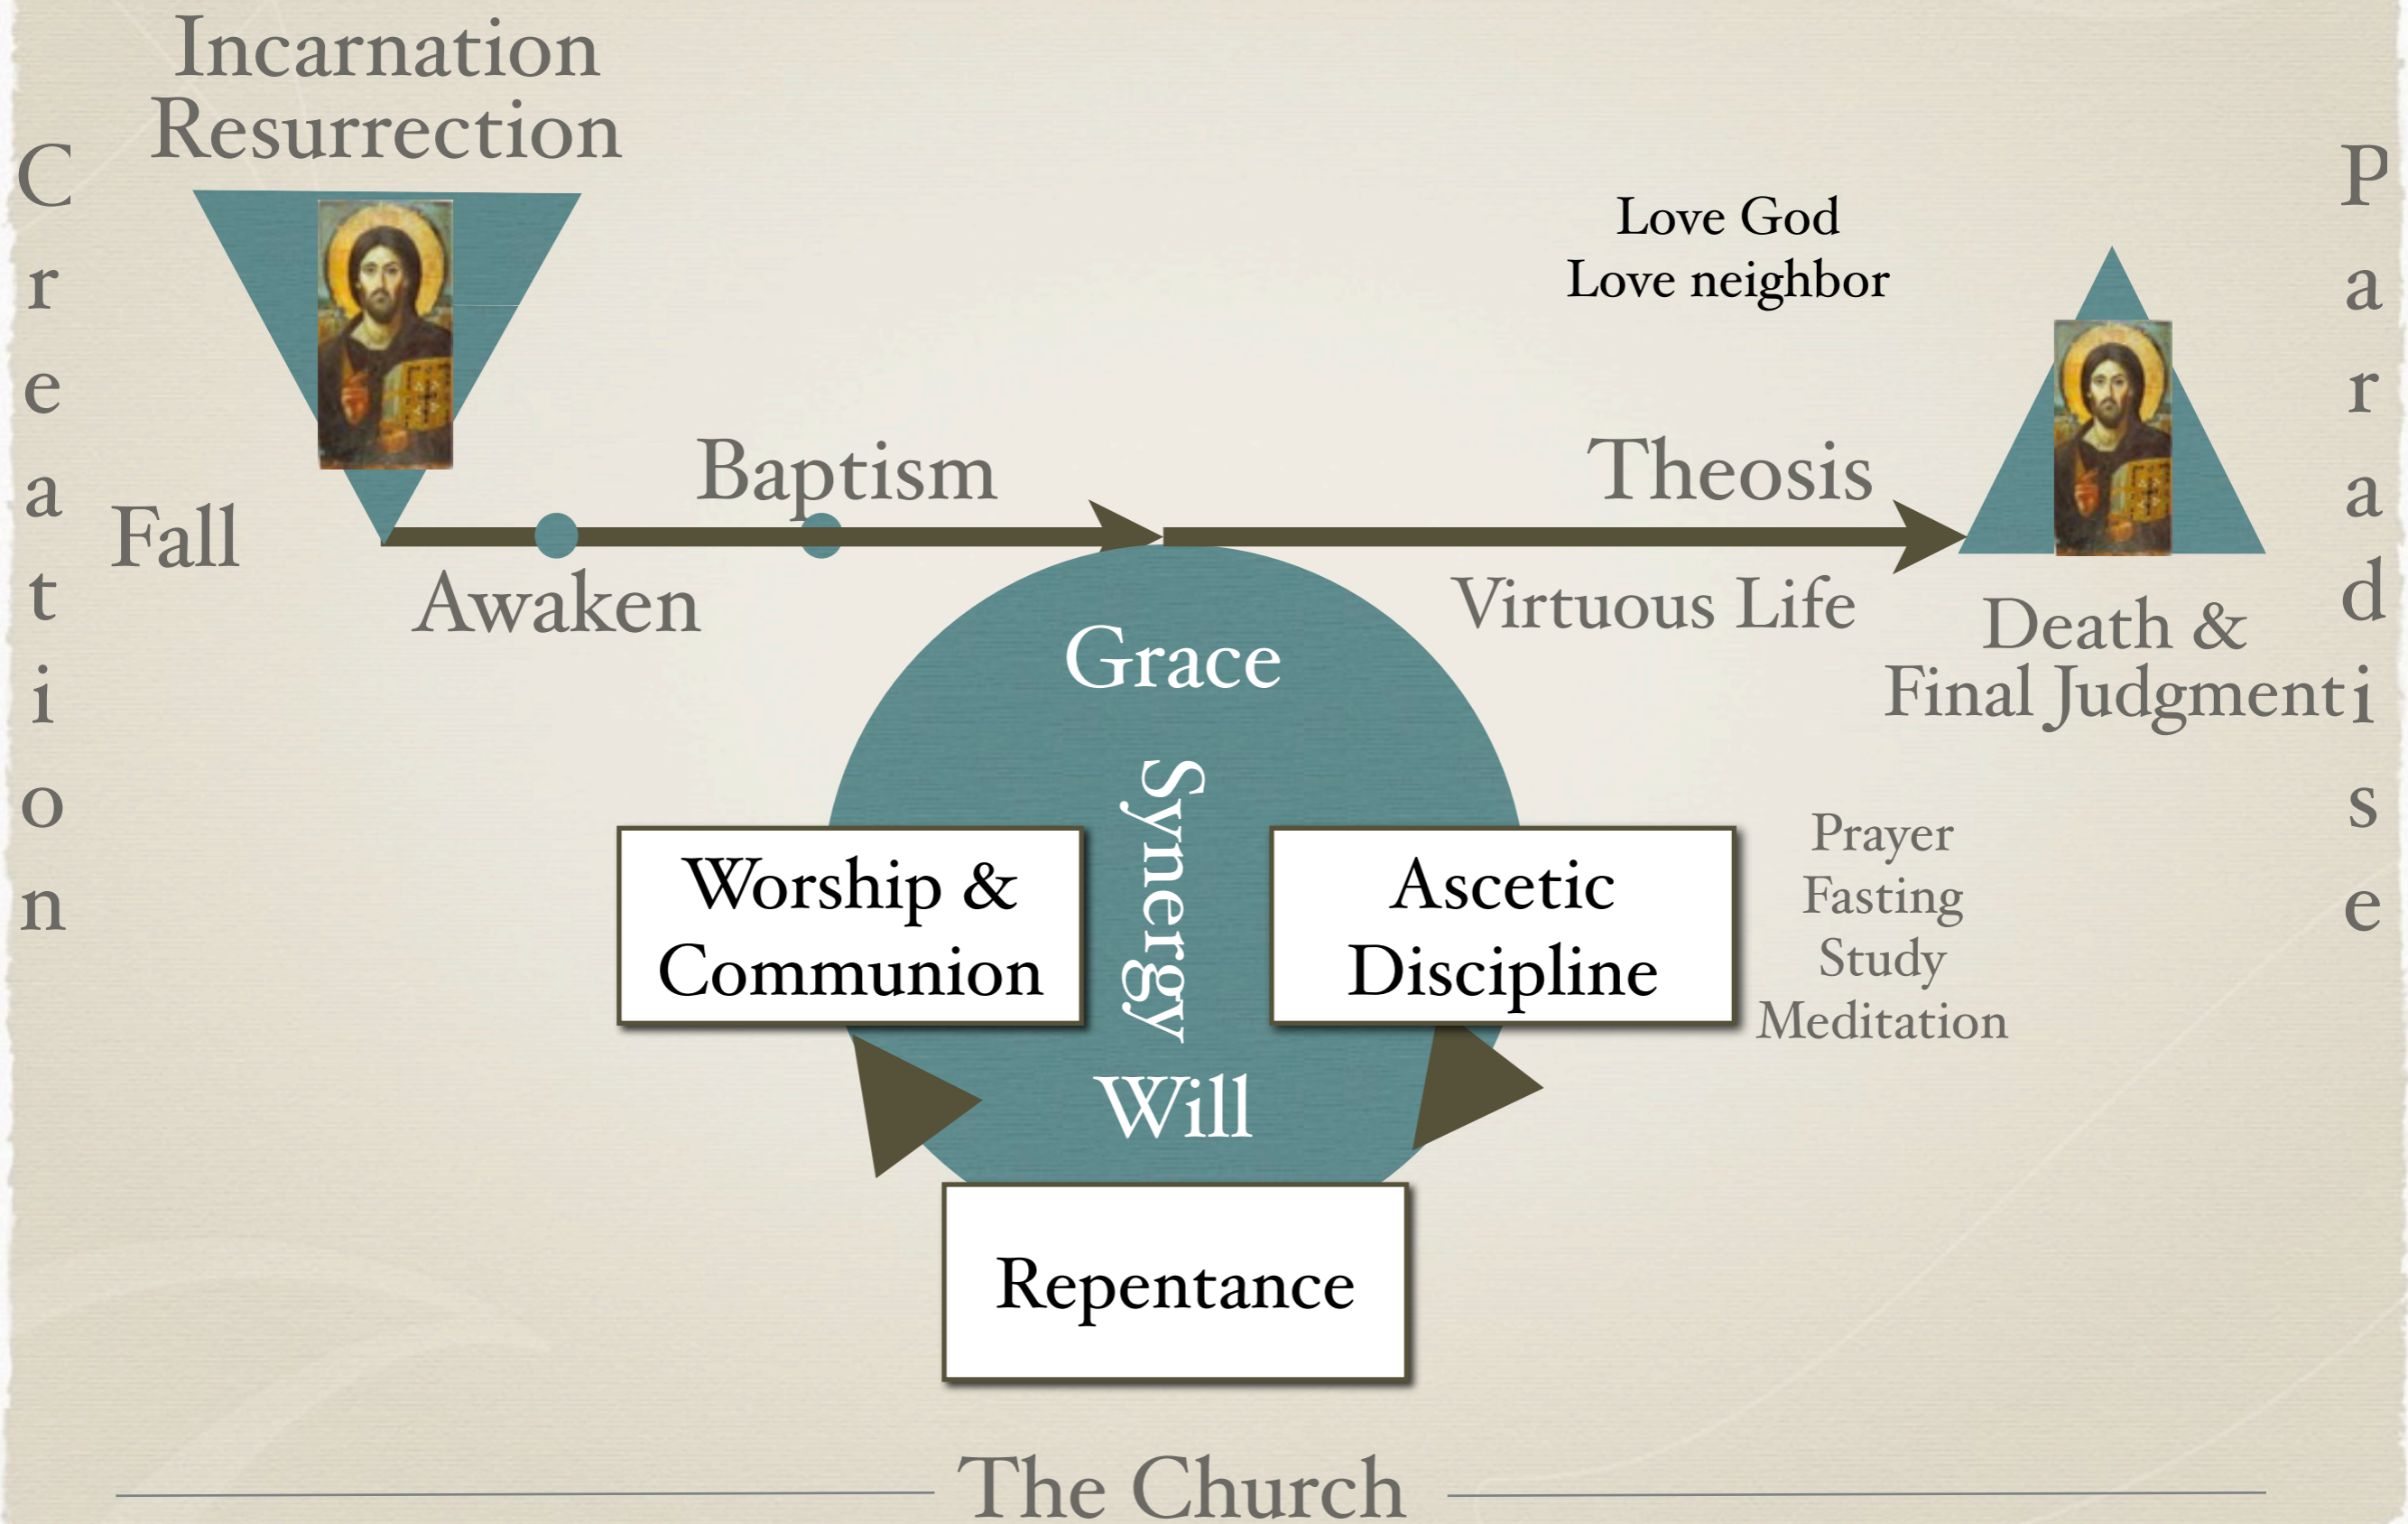 Incarnation
Resurrection
Creation
Paradise
Love God
Love neighbor
Baptism
Theosis
Fall
Awaken
Virtuous Life
Death &
Final Judgment
Grace
Synergy
Will
Worship &
Communion
Ascetic
Discipline
Prayer
Fasting
Study
Meditation
Repentance
The Church